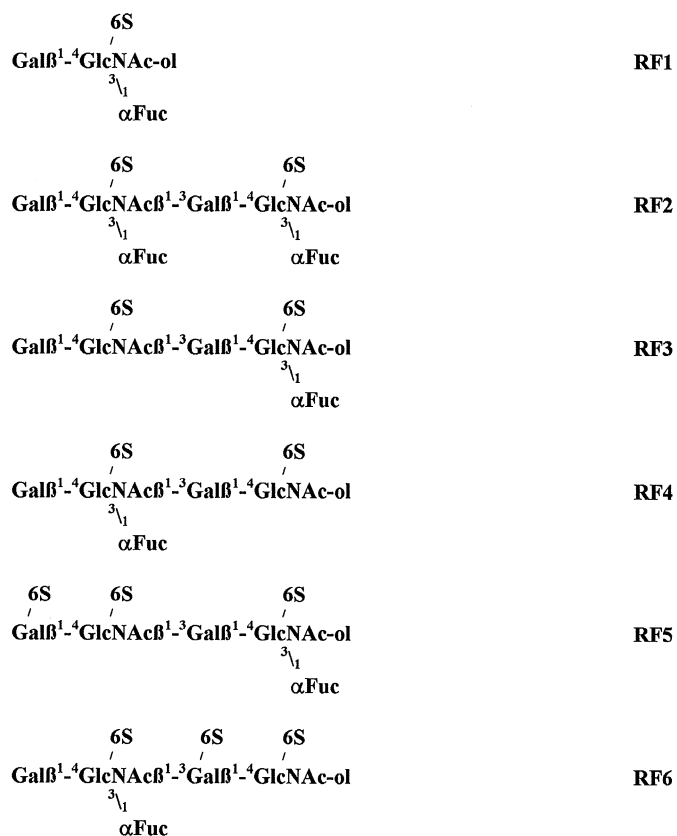 6S
Galß¹-⁴GlcNAc-ol RF1
³\₁
αFuc
6S 6S
Galß¹-⁴GlcNAcß¹-³Galß¹-⁴GlcNAc-ol RF2
³\₁ ³\₁
αFuc αFuc
6S 6S
Galß¹-⁴GlcNAcß¹-³Galß¹-⁴GlcNAc-ol RF3
³\₁
αFuc
6S 6S
Galß¹-⁴GlcNAcß¹-³Galß¹-⁴GlcNAc-ol RF4
³\₁
αFuc
6S 6S 6S
Galß¹-⁴GlcNAcß¹-³Galß¹-⁴GlcNAc-ol RF5
³\₁
αFuc
6S 6S 6S
Galß¹-⁴GlcNAcß¹-³Galß¹-⁴GlcNAc-ol RF6
³\₁
αFuc